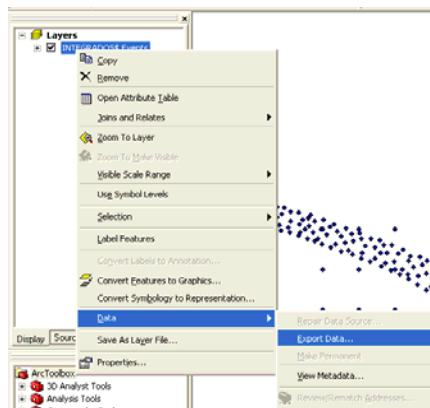 Layers
INTEGRADOS$ Events
Copy
Remove
Open Attribute Table
Joins and Relates
Zoom To Layer
Zoom To Make Visible
Visible Scale Range
Use Symbol Levels
Selection
Label Features
Convert Labels to Annotation...
Convert Features to Graphics...
Convert Symbology to Representation...
Data
Save As Layer File...
Properties...
Repair Data Source...
Export Data...
Make Permanent
View Metadata...
Review/Rematch Addresses...
Display
ArcToolbox
3D Analyst Tools
Analysis Tools